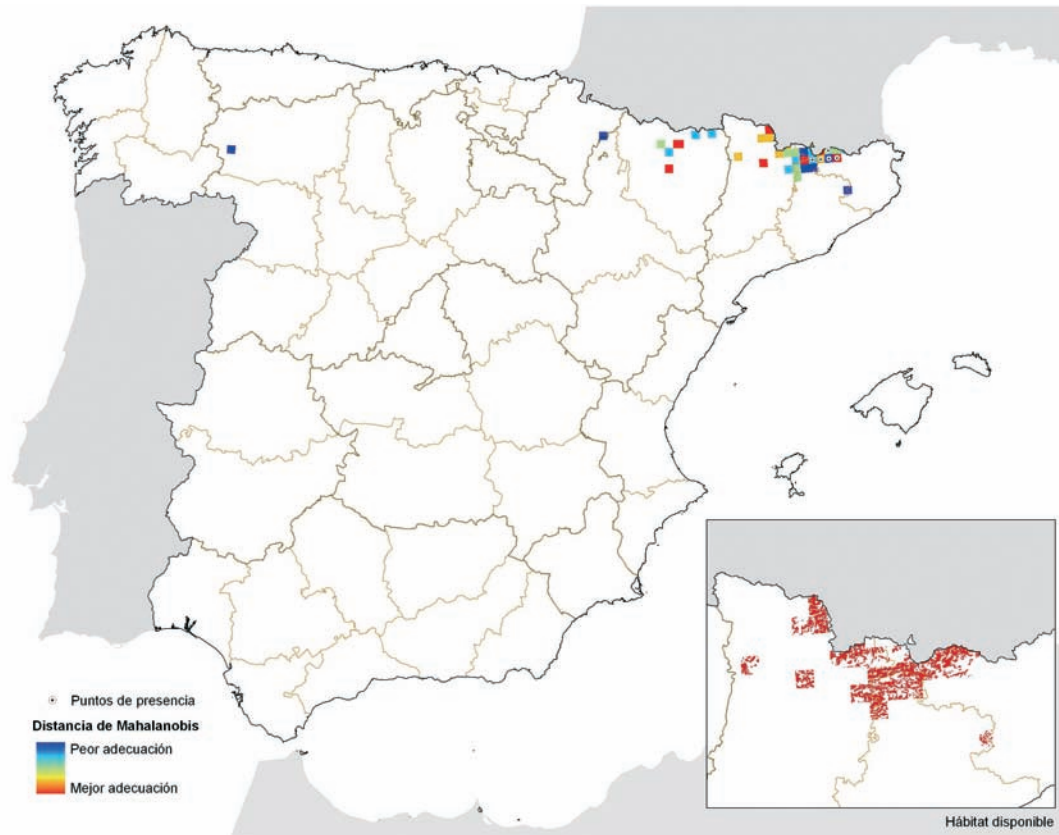 Puntos de presencia
Distancia de Mahalanobis
Peor adecuación
Mejor adecuación
Hábitat disponible